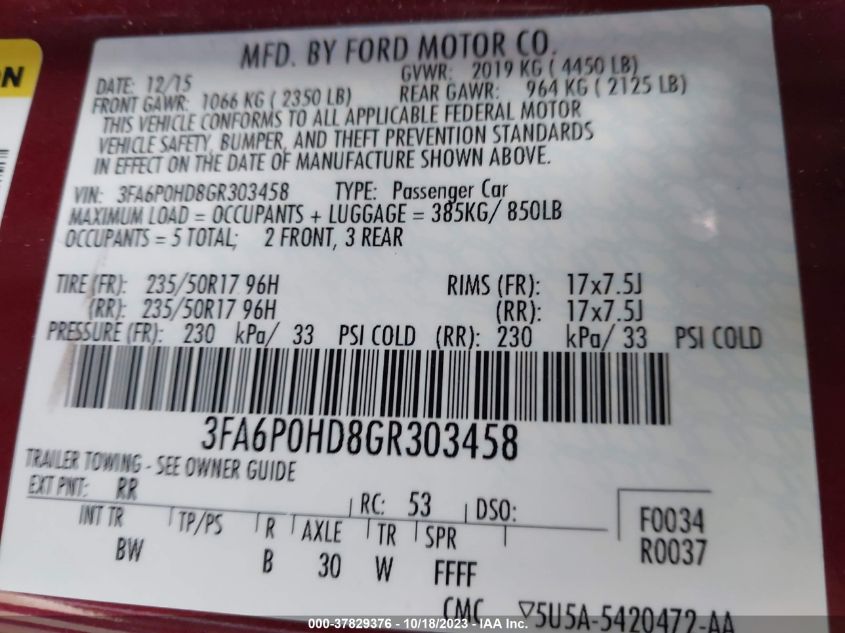 ON
MFD. BY FORD MOTOR CO.
DATE: 12/15 GVWR: 2019 KG ( 4450 LB)
FRONT GAWR: 1066 KG ( 2350 LB) REAR GAWR: 964 KG ( 2125 LB)
THIS VEHICLE CONFORMS TO ALL APPLICABLE FEDERAL MOTOR
VEHICLE SAFETY, BUMPER, AND THEFT PREVENTION STANDARDS
IN EFFECT ON THE DATE OF MANUFACTURE SHOWN ABOVE.
VIN: 3FA6P0HD8GR303458 TYPE: Passenger Car
MAXIMUM LOAD = OCCUPANTS + LUGGAGE = 385KG/ 850LB
OCCUPANTS = 5 TOTAL; 2 FRONT, 3 REAR
TIRE (FR): 235/50R17 96H RIMS (FR): 17x7.5J
(RR): 235/50R17 96H (RR): 17x7.5J
PRESSURE (FR): 230 kPa/ 33 PSI COLD (RR): 230 kPa/ 33 PSI COLD
3FA6P0HD8GR303458
TRAILER TOWING - SEE OWNER GUIDE
EXT PNT: RR RC: 53 DSO:
INT TR TP/PS R AXLE TR SPR F0034
BW B 30 W FFFF R0037
CMC 5U5A-5420472-AA
000-37829376 - 10/18/2023 - IAA Inc.